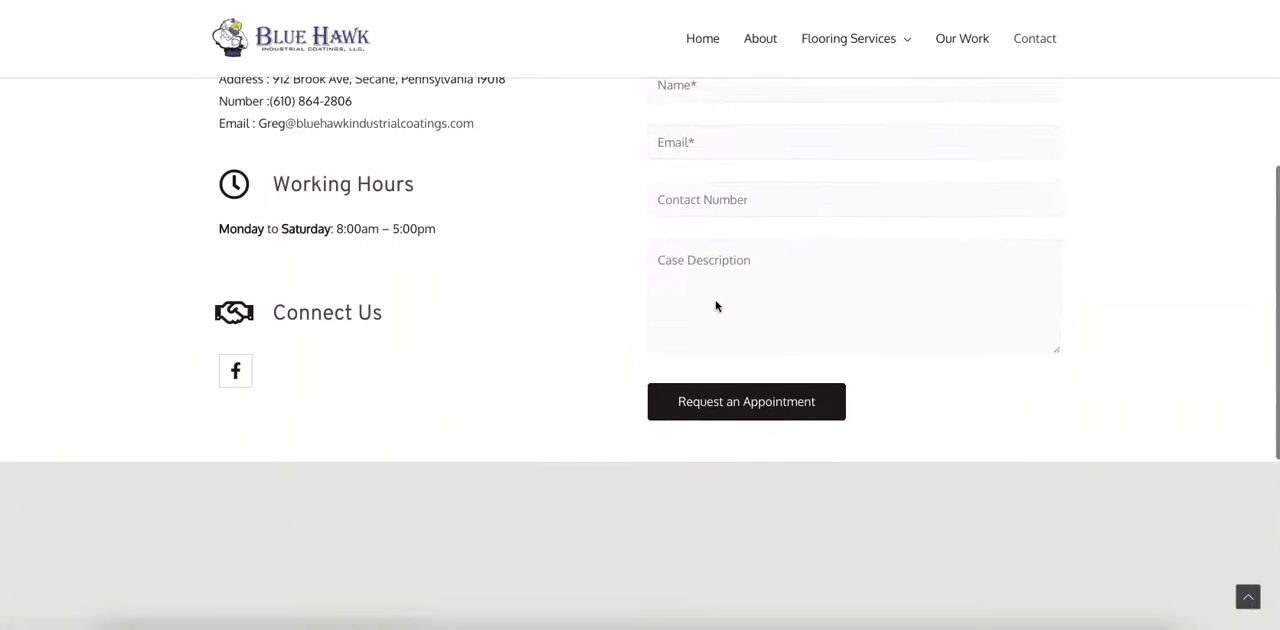 BLUE HAWK
INDUSTRIAL COATINGS, LLC.
Home
About
Flooring Services
Our Work
Contact
Address : 912 Brook Ave, Secane, Pennsylvania 19018
Number :(610) 864-2806
Email : Greg@bluehawkindustrialcoatings.com
Working Hours
Monday to Saturday: 8:00am – 5:00pm
Connect Us
Name*
Email*
Contact Number
Case Description
Request an Appointment